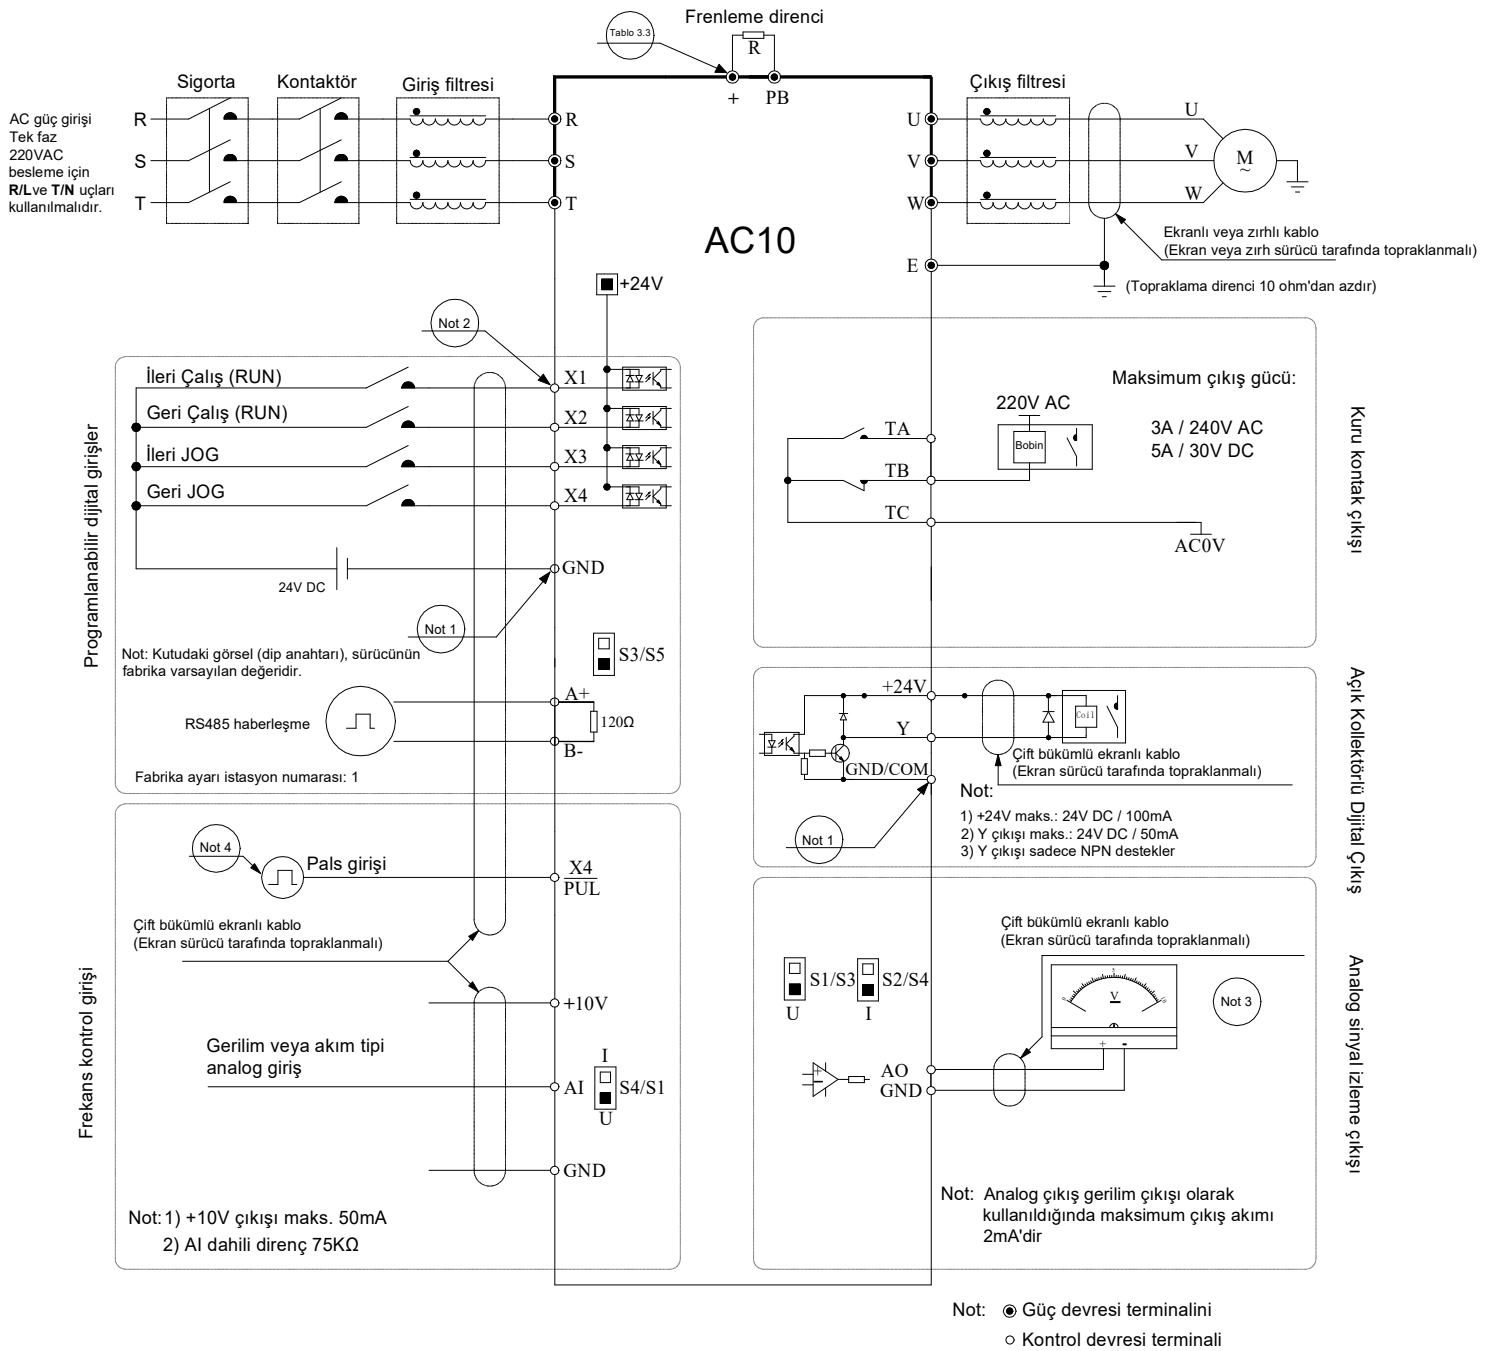 Frenleme direnci
Tablo 3.3
R
+
PB
Sigorta
Kontaktör
Giriş filtresi
Çıkış filtresi
AC güç girişi
Tek faz
220VAC
besleme için
R/Lve T/N uçları
kullanılmalıdır.
R
S
T
R
S
T
U
V
W
U
V
W
M
~
AC10
E
Ekranlı veya zırhlı kablo
(Ekran veya zırh sürücü tarafında topraklanmalı)
(Topraklama direnci 10 ohm'dan azdır)
+24V
Not 2
Programlanabilir dijital girişler
İleri Çalış (RUN)
X1
Geri Çalış (RUN)
X2
İleri JOG
X3
Geri JOG
X4
24V DC
GND
Not 1
Not: Kutudaki görsel (dip anahtarı), sürücünün
fabrika varsayılan değeridir.
S3/S5
RS485 haberleşme
A+
120Ω
B-
Fabrika ayarı istasyon numarası: 1
Kuru kontak çıkışı
Maksimum çıkış gücü:
3A / 240V AC
5A / 30V DC
220V AC
Bobin
TA
TB
TC
AC0V
Açık Kollektörlü Dijital Çıkış
+24V
Y
GND/COM
Coil
Çift bükümlü ekranlı kablo
(Ekran sürücü tarafında topraklanmalı)
Not:
1) +24V maks.: 24V DC / 100mA
2) Y çıkışı maks.: 24V DC / 50mA
3) Y çıkışı sadece NPN destekler
Not 1
Frekans kontrol girişi
Not 4
Pals girişi
X4
PUL
Çift bükümlü ekranlı kablo
(Ekran sürücü tarafında topraklanmalı)
+10V
Gerilim veya akım tipi
analog giriş
AI
I
S4/S1
U
GND
Not: 1) +10V çıkışı maks. 50mA
2) AI dahili direnç 75KΩ
Analog sinyal izleme çıkışı
Çift bükümlü ekranlı kablo
(Ekran sürücü tarafında topraklanmalı)
S1/S3
U
S2/S4
I
0
5
10
V
+
-
Not 3
AO
GND
Not: Analog çıkış gerilim çıkışı olarak
kullanıldığında maksimum çıkış akımı
2mA'dir
Not:
Güç devresi terminalini
Kontrol devresi terminali